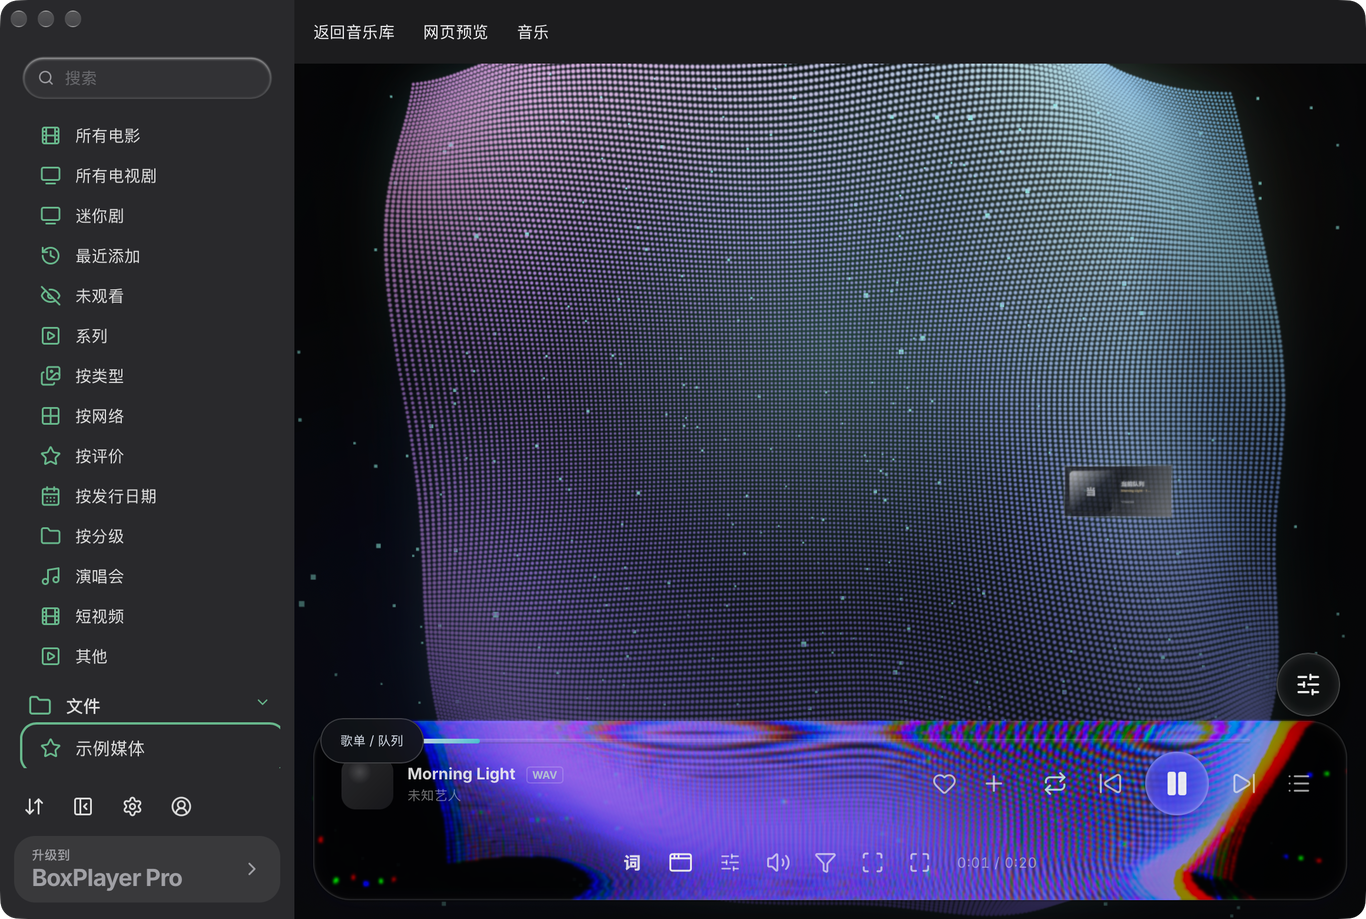 返回音乐库 网页预览 音乐
搜索
所有电影
所有电视剧
迷你剧
最近添加
未观看
系列
按类型
按网络
按评价
按发行日期
按分级
演唱会
短视频
其他
文件
示例媒体
升级到
BoxPlayer Pro
歌单 / 队列
Morning Light WAV
未知艺人
词
0:01 / 0:20